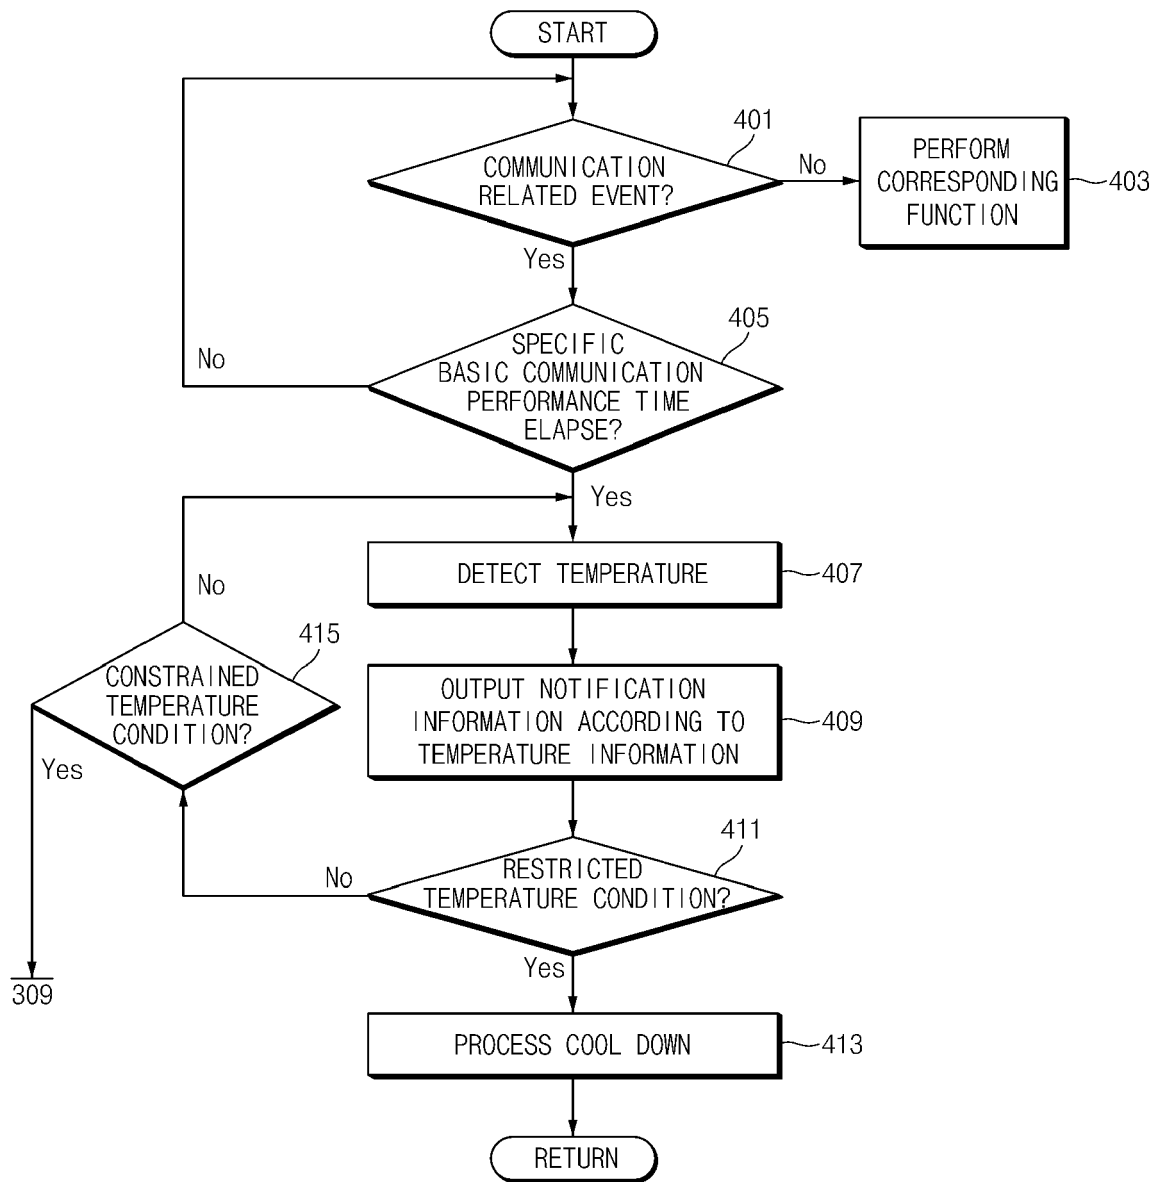 START
401
COMMUNICATION
RELATED EVENT?
No
PERFORM
CORRESPONDING
FUNCTION
403
Yes
405
SPECIFIC
BASIC COMMUNICATION
PERFORMANCE TIME
ELAPSE?
No
Yes
DETECT TEMPERATURE
407
No
415
CONSTRAINED
TEMPERATURE
CONDITION?
Yes
OUTPUT NOTIFICATION
INFORMATION ACCORDING TO
TEMPERATURE INFORMATION
409
411
RESTRICTED
TEMPERATURE CONDITION?
No
Yes
309
PROCESS COOL DOWN
413
RETURN